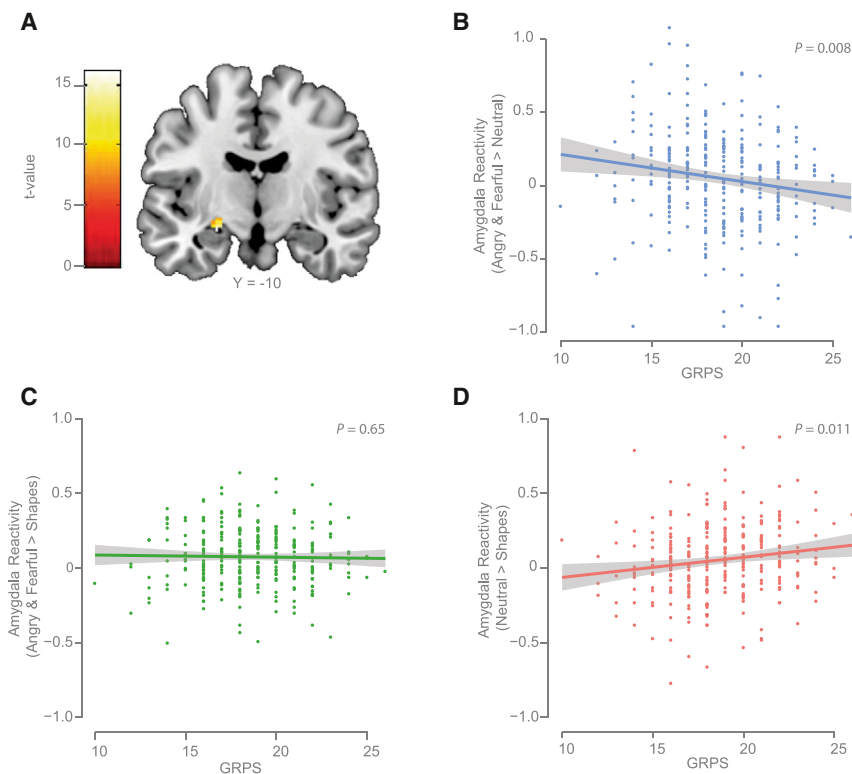 A
t-value
15
10
5
0
Y = -10
B
P = 0.008
Amygdala Reactivity
(Angry & Fearful > Neutral)
1.0
0.5
0
−0.5
−1.0
10 15 20 25
GRPS
C
P = 0.65
Amygdala Reactivity
(Angry & Fearful > Shapes)
1.0
0.5
0
−0.5
−1.0
10 15 20 25
GRPS
D
P = 0.011
Amygdala Reactivity
(Neutral > Shapes)
1.0
0.5
0
−0.5
−1.0
10 15 20 25
GRPS